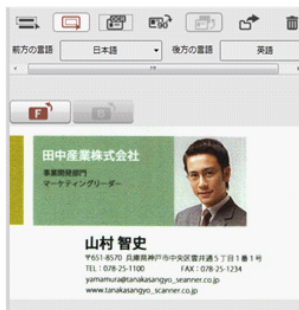 前方の言語 日本語 後方の言語 英語
F B
田中産業株式会社
事業開発部門
マーケティングリーダー
山村 智史
〒651-8570 兵庫県神戸市中央区雲井通5丁目1番1号
TEL：078-25-1100 FAX：078-25-1234
yamamura@tanakasangyo_seanner.co.jp
www.tanakasangyo_scanner.co.jp